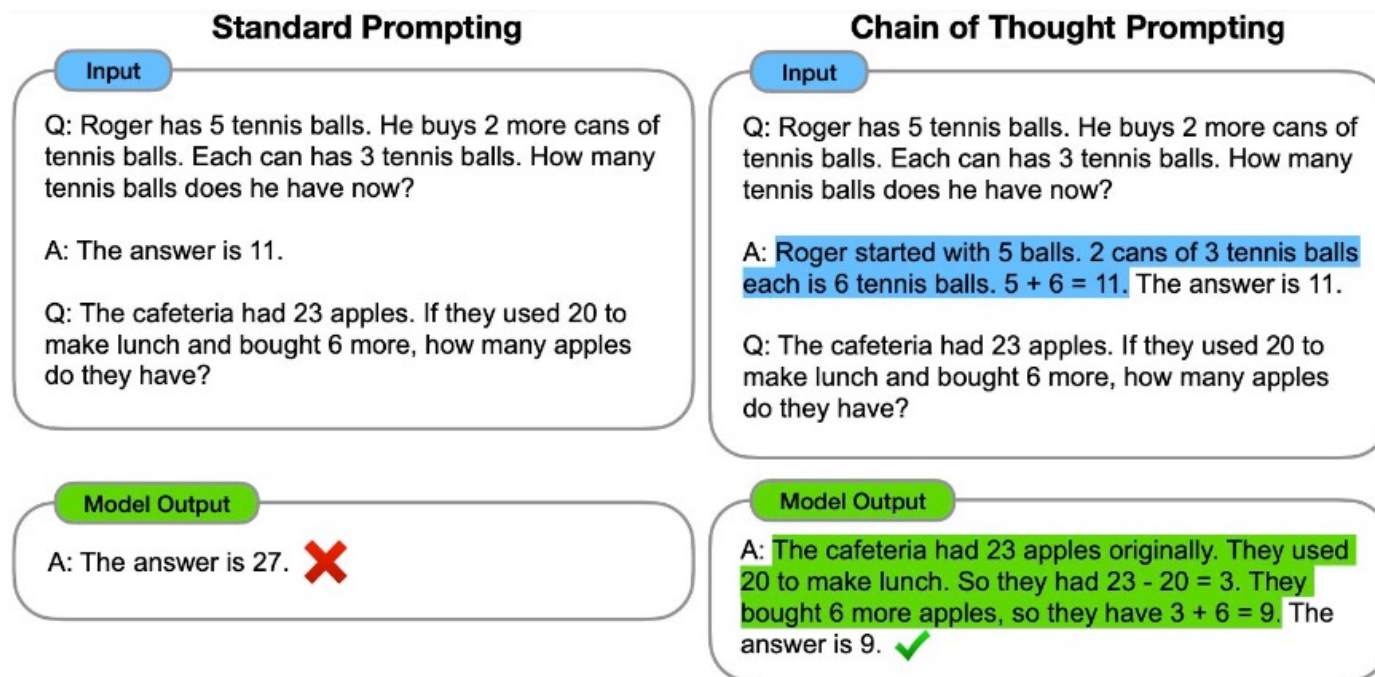 Standard Prompting
Input
Q: Roger has 5 tennis balls. He buys 2 more cans of
tennis balls. Each can has 3 tennis balls. How many
tennis balls does he have now?
A: The answer is 11.
Q: The cafeteria had 23 apples. If they used 20 to
make lunch and bought 6 more, how many apples
do they have?
Model Output
A: The answer is 27.
Chain of Thought Prompting
Input
Q: Roger has 5 tennis balls. He buys 2 more cans of
tennis balls. Each can has 3 tennis balls. How many
tennis balls does he have now?
A: Roger started with 5 balls. 2 cans of 3 tennis balls
each is 6 tennis balls. 5 + 6 = 11. The answer is 11.
Q: The cafeteria had 23 apples. If they used 20 to
make lunch and bought 6 more, how many apples
do they have?
Model Output
A: The cafeteria had 23 apples originally. They used
20 to make lunch. So they had 23 - 20 = 3. They
bought 6 more apples, so they have 3 + 6 = 9. The
answer is 9.